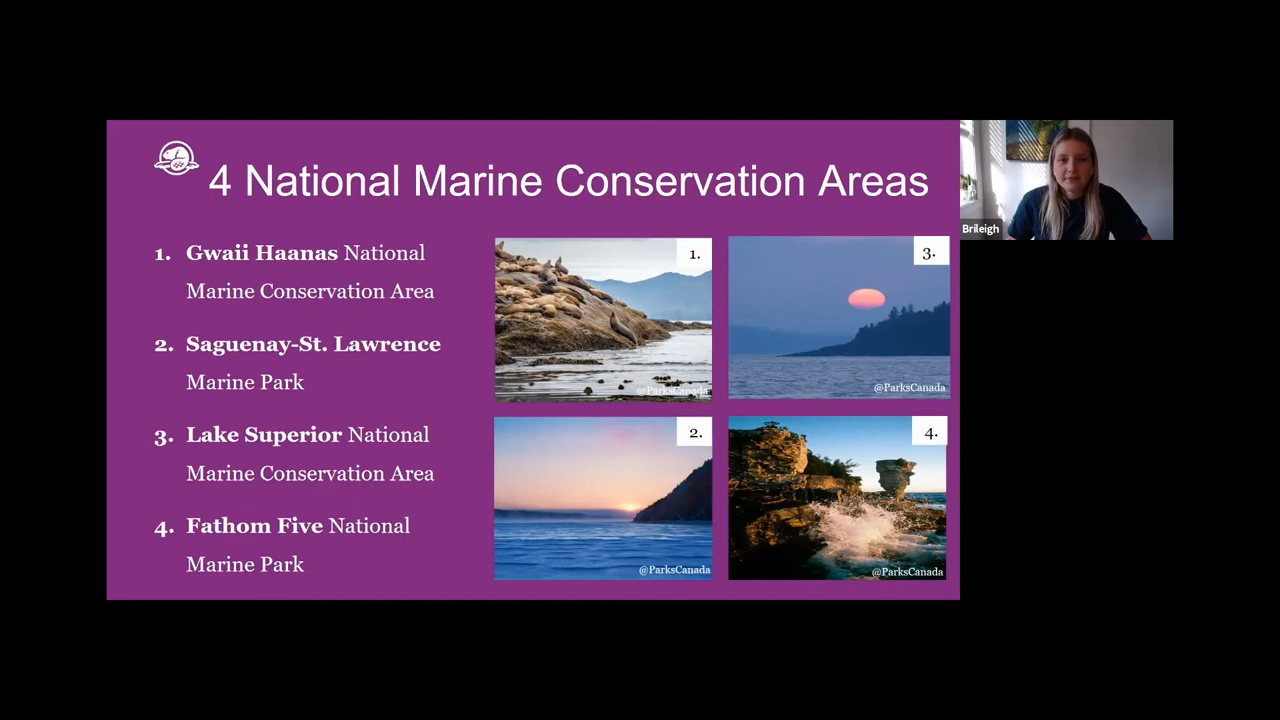 4 National Marine Conservation Areas
1. Gwaii Haanas National
Marine Conservation Area
2. Saguenay-St. Lawrence
Marine Park
3. Lake Superior National
Marine Conservation Area
4. Fathom Five National
Marine Park
1.
@ParksCanada
3.
@ParksCanada
2.
@ParksCanada
4.
@ParksCanada
Brileigh